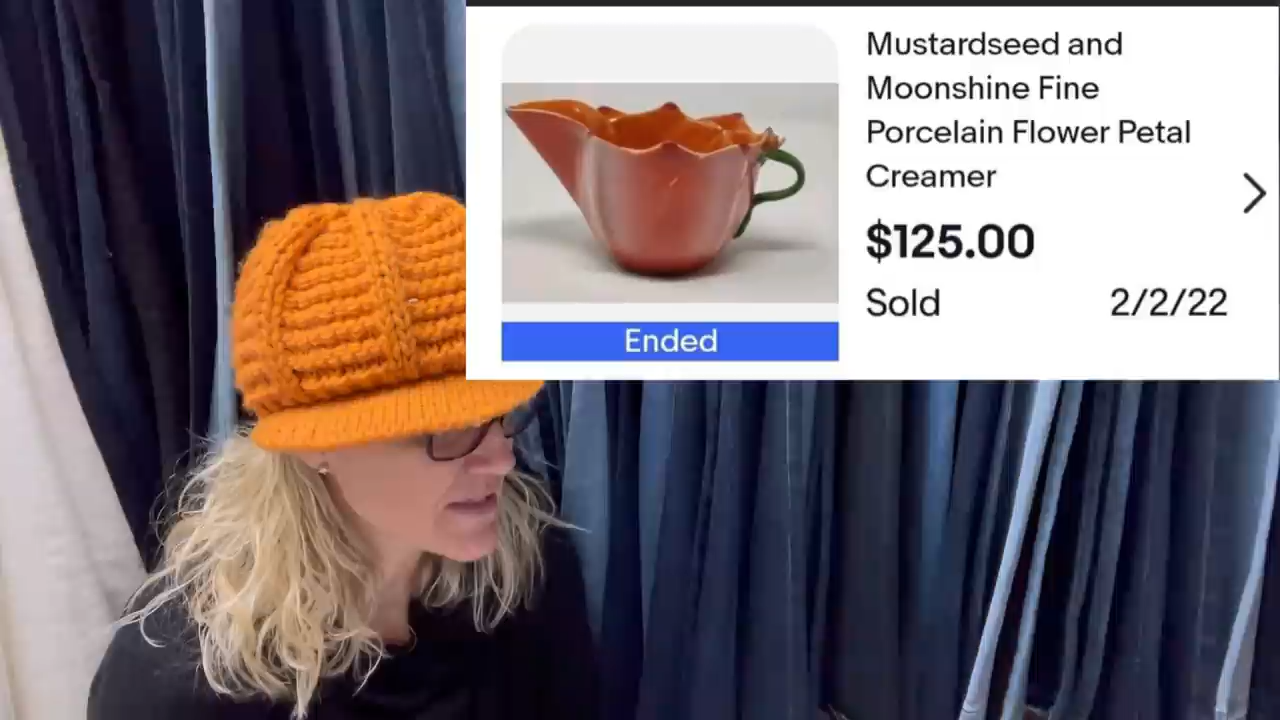 Mustardseed and
Moonshine Fine
Porcelain Flower Petal
Creamer
$125.00
Sold 2/2/22
Ended